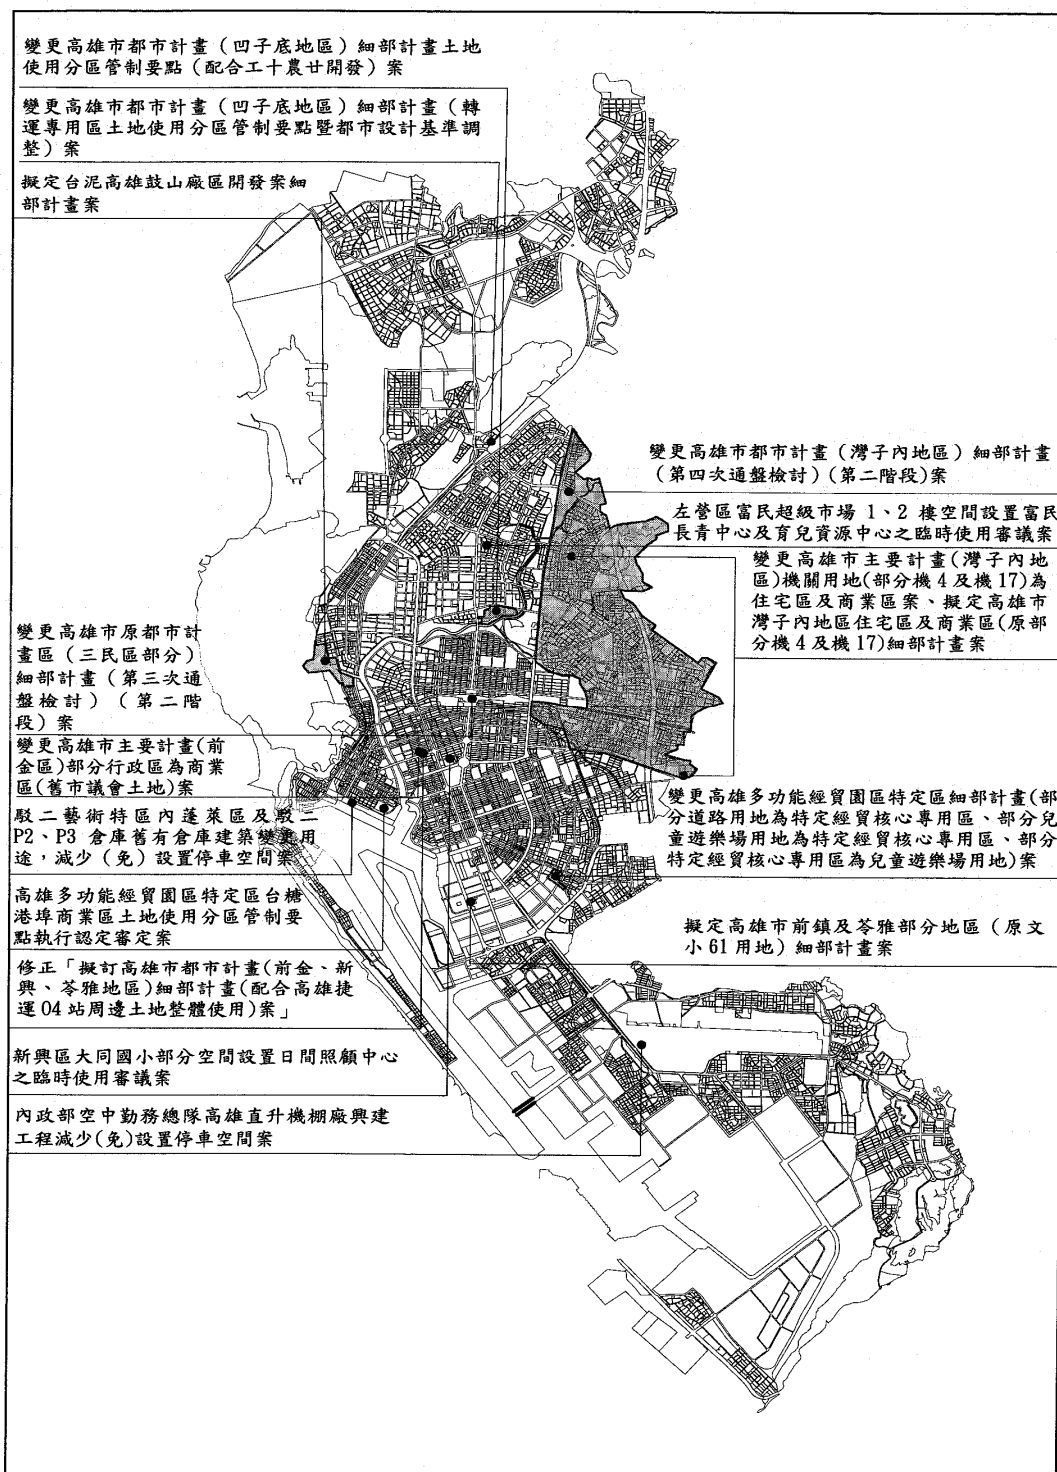 變更高雄市都市計畫（凹子底地區）細部計畫土地
使用分區管制要點（配合工十農廿開發）案
變更高雄市都市計畫（凹子底地區）細部計畫（轉
運專用區土地使用分區管制要點暨都市設計基準調
整）案
擬定台泥高雄鼓山廠區開發案細
部計畫案
變更高雄市都市計畫（灣子內地區）細部計畫
（第四次通盤檢討）（第二階段）案
左營區富民超級市場 1、2 樓空間設置富民
長青中心及育兒資源中心之臨時使用審議案
變更高雄市主要計畫(灣子內地
區)機關用地(部分機 4 及機 17)為
住宅區及商業區案、擬定高雄市
灣子內地區住宅區及商業區(原部
分機 4 及機 17)細部計畫案
變更高雄市原都市計
畫區（三民區部分）
細部計畫（第三次通
盤檢討）（第二階
段）案
變更高雄市主要計畫(前
金區)部分行政區為商業
區(舊市議會土地)案
駁二藝術特區內蓬萊區及駁二
P2、P3 倉庫舊有倉庫建築變更用
途，減少（免）設置停車空間案
高雄多功能經貿園區特定區台糖
港埠商業區土地使用分區管制要
點執行認定審定案
修正「擬訂高雄市都市計畫(前金、新
興、苓雅地區)細部計畫(配合高雄捷
運 O4 站周邊土地整體使用)案」
新興區大同國小部分空間設置日間照顧中心
之臨時使用審議案
內政部空中勤務總隊高雄直升機棚廠興建
工程減少(免)設置停車空間案
變更高雄多功能經貿園區特定區細部計畫(部
分道路用地為特定經貿核心專用區、部分兒
童遊樂場用地為特定經貿核心專用區、部分
特定經貿核心專用區為兒童遊樂場用地)案
擬定高雄市前鎮及苓雅部分地區（原文
小 61 用地）細部計畫案